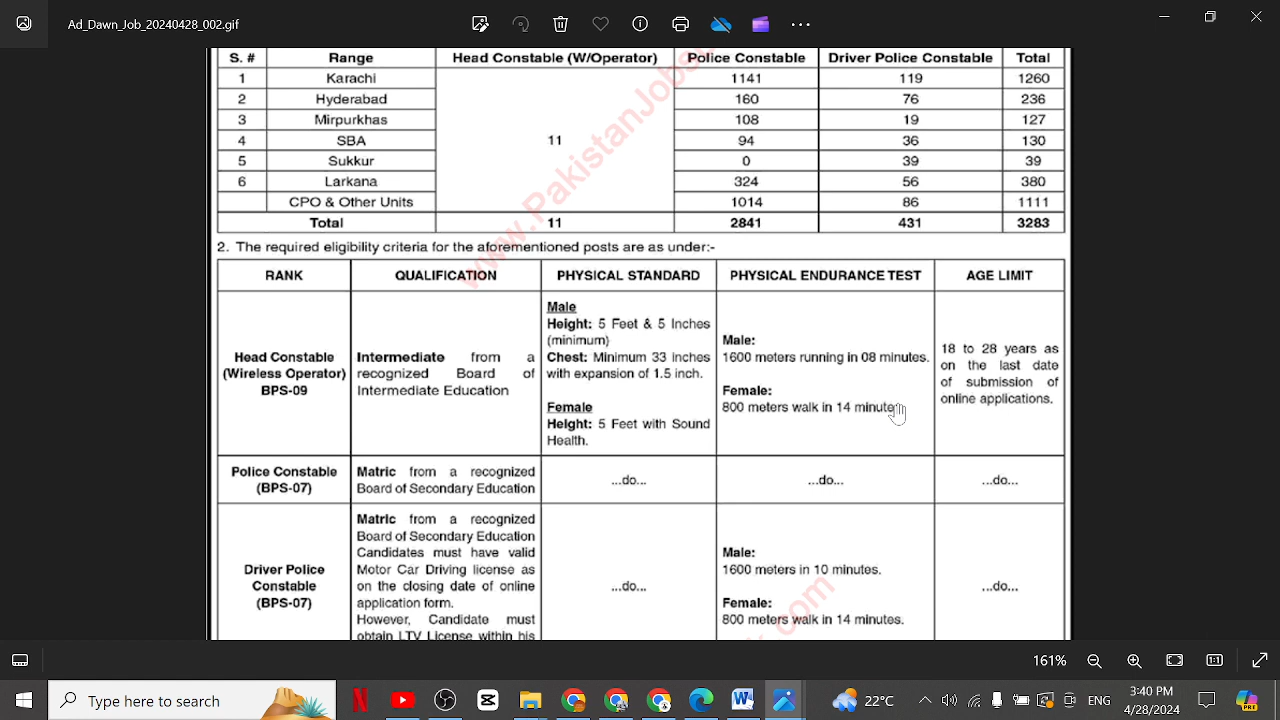 Ad_Dawn_Job_20240428_002.gif
S. # Range Head Constable (W/Operator) Police Constable Driver Police Constable Total
1 Karachi 1141 119 1260
2 Hyderabad 160 76 236
3 Mirpurkhas 108 19 127
4 SBA 11 94 36 130
5 Sukkur 0 39 39
6 Larkana 324 56 380
CPO & Other Units 1014 86 1111
Total 11 2841 431 3283
2. The required eligibility criteria for the aforementioned posts are as under:-
RANK QUALIFICATION PHYSICAL STANDARD PHYSICAL ENDURANCE TEST AGE LIMIT
Head Constable
(Wireless Operator)
BPS-09
Intermediate from a
recognized Board of
Intermediate Education
Male
Height: 5 Feet & 5 Inches
(minimum)
Chest: Minimum 33 inches
with expansion of 1.5 inch.
Female
Height: 5 Feet with Sound
Health.
Male:
1600 meters running in 08 minutes.
Female:
800 meters walk in 14 minutes
18 to 28 years as
on the last date
of submission of
online applications.
Police Constable
(BPS-07)
Matric from a recognized
Board of Secondary Education
...do...
...do...
...do...
Driver Police
Constable
(BPS-07)
Matric from a recognized
Board of Secondary Education
Candidates must have valid
Motor Car Driving license as
on the closing date of online
application form.
However, Candidate must
obtain LTV License within his
...do...
Male:
1600 meters in 10 minutes.
Female:
800 meters walk in 14 minutes.
...do...
www.PakistanJobs
k.com
161%
Type here to search
22°C
ENG
3:40 PM
4/28/2024